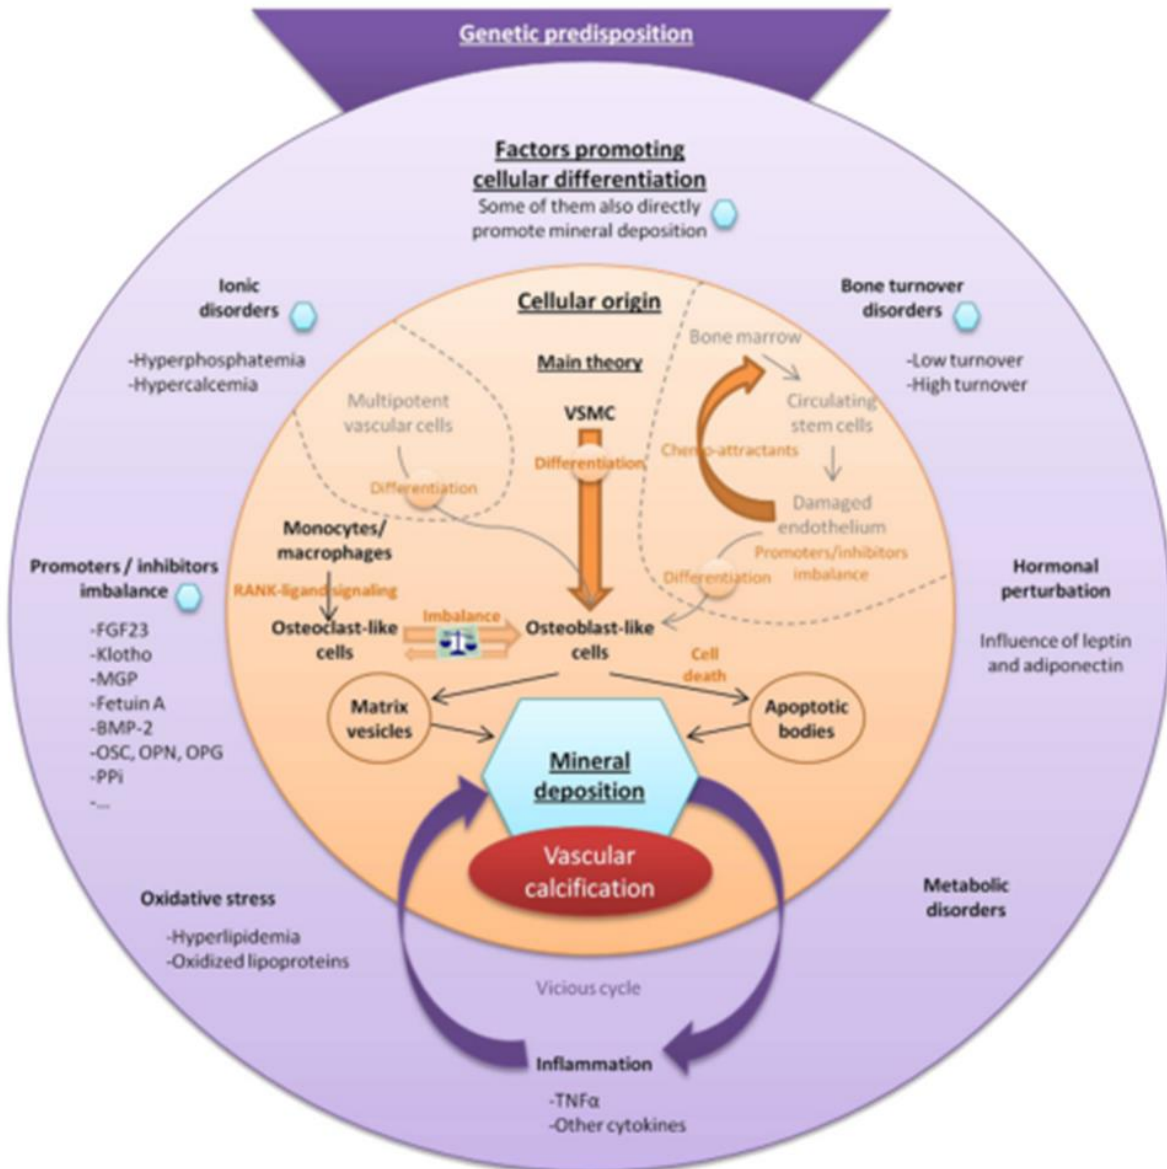 Genetic predisposition
Factors promoting
cellular differentiation
Some of them also directly
promote mineral deposition
Ionic
disorders
-Hyperphosphatemia
-Hypercalcemia
Bone turnover
disorders
-Low turnover
-High turnover
Cellular origin
Main theory
VSMC
Differentiation
Multipotent
vascular cells
Differentiation
Bone marrow
Circulating
stem cells
Chemo-attractants
Damaged
endothelium
Promoters/inhibitors
imbalance
Differentiation
Monocytes/
macrophages
RANK-ligand signaling
Osteoclast-like
cells
Imbalance
Osteoblast-like
cells
Cell
death
Matrix
vesicles
Apoptotic
bodies
Mineral
deposition
Vascular
calcification
Promoters / inhibitors
imbalance
-FGF23
-Klotho
-MGP
-Fetuin A
-BMP-2
-OSC, OPN, OPG
-PPi
-...
Hormonal
perturbation
Influence of leptin
and adiponectin
Oxidative stress
-Hyperlipidemia
-Oxidized lipoproteins
Metabolic
disorders
Vicious cycle
Inflammation
-TNFα
-Other cytokines